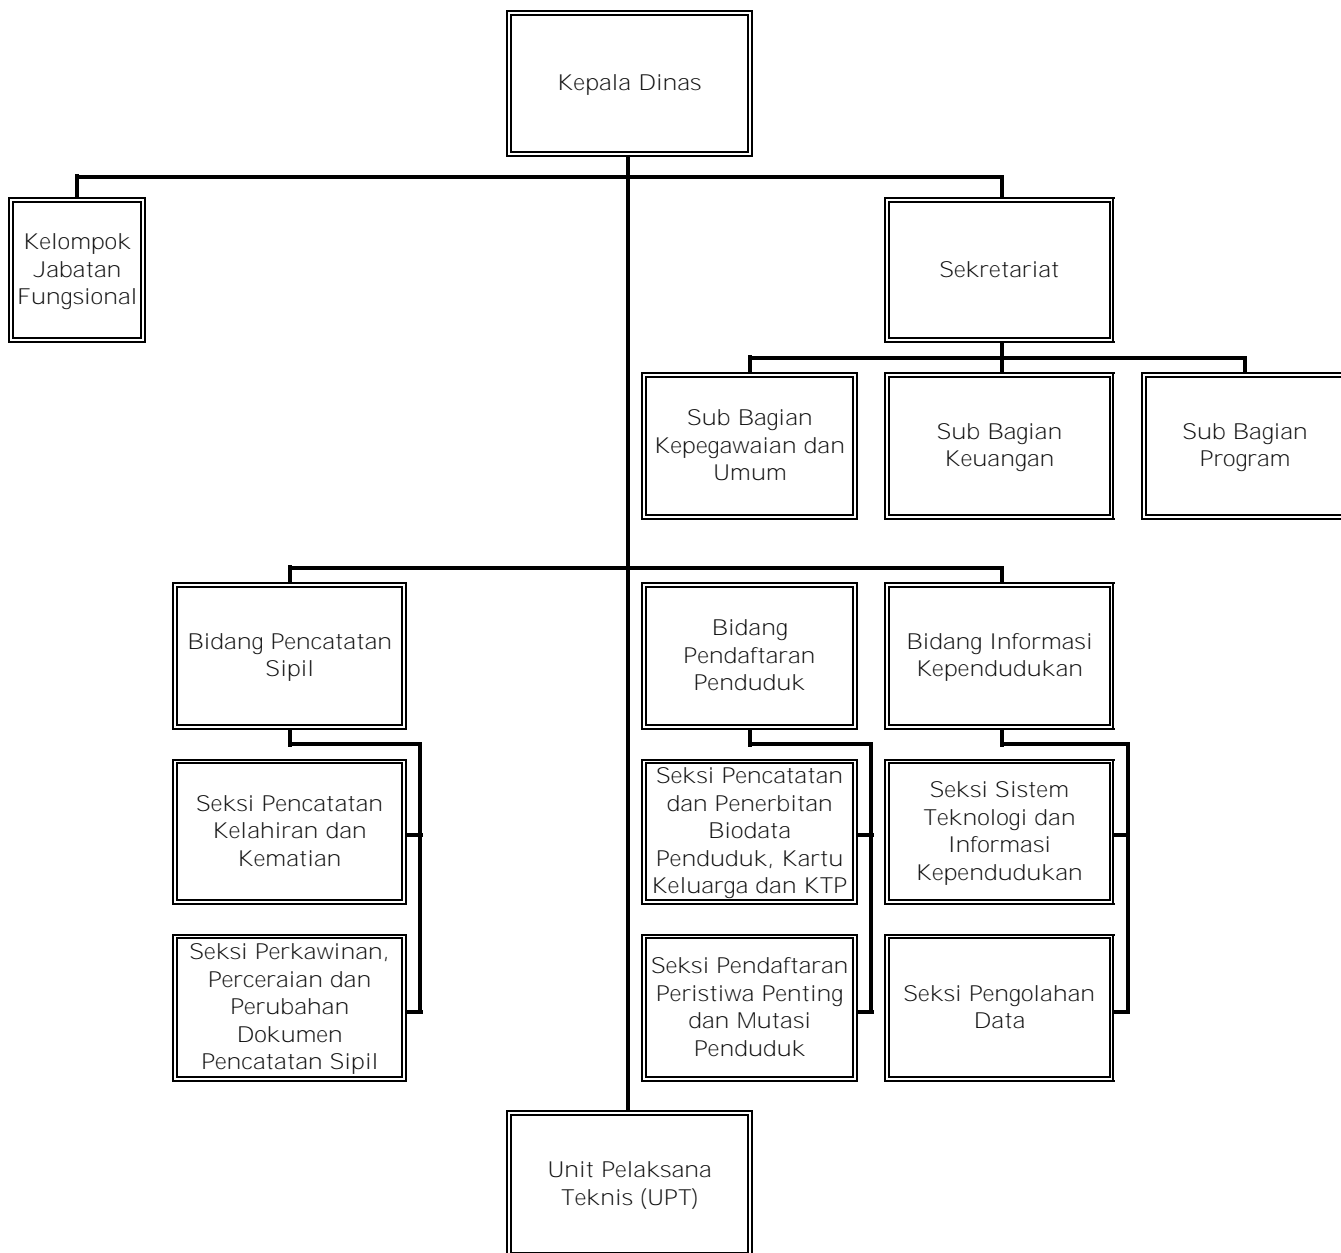 Kepala Dinas
Kelompok
Jabatan
Fungsional
Sekretariat
Sub Bagian
Kepegawaian dan
Umum
Sub Bagian
Keuangan
Sub Bagian
Program
Bidang Pencatatan
Sipil
Bidang
Pendaftaran
Penduduk
Bidang Informasi
Kependudukan
Seksi Pencatatan
Kelahiran dan
Kematian
Seksi Pencatatan
dan Penerbitan
Biodata
Penduduk, Kartu
Keluarga dan KTP
Seksi Sistem
Teknologi dan
Informasi
Kependudukan
Seksi Perkawinan,
Perceraian dan
Perubahan
Dokumen
Pencatatan Sipil
Seksi Pendaftaran
Peristiwa Penting
dan Mutasi
Penduduk
Seksi Pengolahan
Data
Unit Pelaksana
Teknis (UPT)